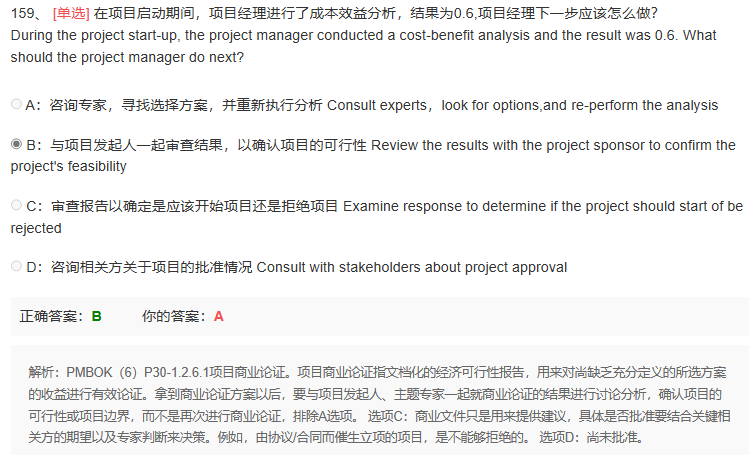 159、 [单选] 在项目启动期间，项目经理进行了成本效益分析，结果为0.6,项目经理下一步应该怎么做?
During the project start-up, the project manager conducted a cost-benefit analysis and the result was 0.6. What
should the project manager do next?
A：咨询专家，寻找选择方案，并重新执行分析 Consult experts，look for options,and re-perform the analysis
B：与项目发起人一起审查结果，以确认项目的可行性 Review the results with the project sponsor to confirm the
project's feasibility
C：审查报告以确定是应该开始项目还是拒绝项目 Examine response to determine if the project should start of be
rejected
D：咨询相关方关于项目的批准情况 Consult with stakeholders about project approval
正确答案：B 你的答案：A
解析：PMBOK（6）P30-1.2.6.1项目商业论证。项目商业论证指文档化的经济可行性报告，用来对尚缺乏充分定义的所选方案
的收益进行有效论证。拿到商业论证方案以后，要与项目发起人、主题专家一起就商业论证的结果进行讨论分析，确认项目的
可行性或项目边界，而不是再次进行商业论证，排除A选项。 选项C：商业文件只是用来提供建议，具体是否批准要结合关键相
关方的期望以及专家判断来决策。例如，由协议/合同而催生立项的项目，是不能够拒绝的。 选项D：尚未批准。